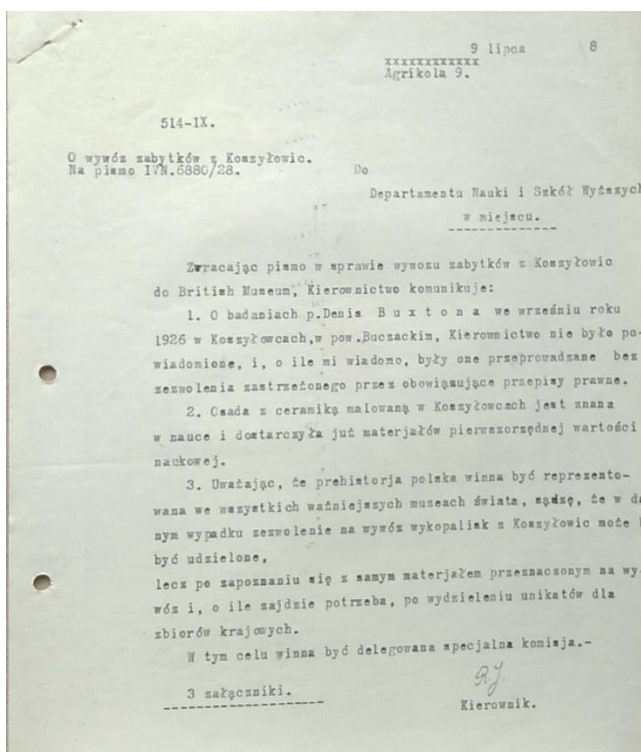 9 lipca 8
xxxxxxxxxxxx
Agrikola 9.
514-IX.
O wywóz zabytków z Koszyłowic.
Na pismo IVN.6880/28.
Do
Departamentu Nauki i Szkół Wyższych
w miejscu.
Zwracając pismo w sprawie wywozu zabytków z Koszyłowic
do British Museum, Kierownictwo komunikuje:
1. O badaniach p.Denis B u x t o n a we wrześniu roku
1926 w Koszyłowcach,w pow.Buczackim, Kierownictwo nie było po-
wiadomione, i, o ile mi wiadomo, były one przeprowadzane bez
zezwolenia zastrzeżonego przez obowiązujące przepisy prawne.
2. Osada z ceramiką malowaną w Koszyłowcach jest znana
w nauce i dostarczyła już materjałów pierwszorzędnej wartości
naukowej.
3. Uważając, że prehistorja polska winna być reprezento-
wana we wszystkich ważniejszych muzeach świata, sądzę, że w da
nym wypadku zezwolenie na wywóz wykopalisk z Koszyłowic może
być udzielone,
lecz po zapoznaniu się z samym materjałem przeznaczonym na wy
wóz i, o ile zajdzie potrzeba, po wydzieleniu unikatów dla
zbiorów krajowych.
W tym celu winna być delegowana specjalna komisja.-
R.J.
3 załączniki.
Kierownik.